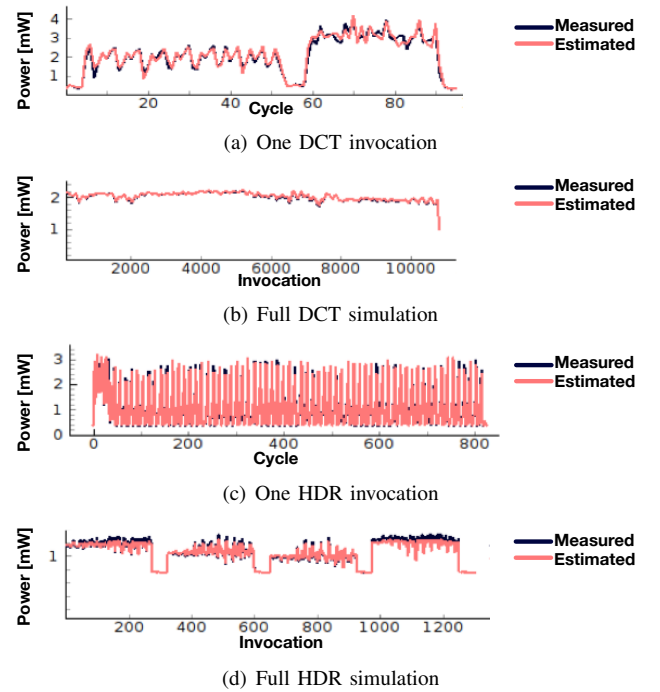 Power [mW]
4
3
2
1
20
40
60
80
Cycle
Measured
Estimated
(a) One DCT invocation
Power [mW]
2
1
2000
4000
6000
8000
10000
Invocation
Measured
Estimated
(b) Full DCT simulation
Power [mW]
3
2
1
0
0
200
400
600
800
Cycle
Measured
Estimated
(c) One HDR invocation
Power [mW]
1
200
400
600
800
1000
1200
Invocation
Measured
Estimated
(d) Full HDR simulation